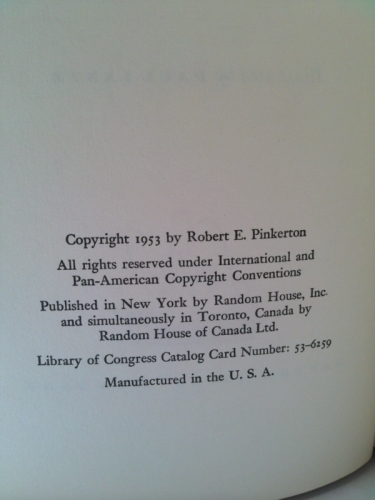 Copyright 1953 by Robert E. Pinkerton
All rights reserved under International and
Pan-American Copyright Conventions
Published in New York by Random House, Inc.
and simultaneously in Toronto, Canada by
Random House of Canada Ltd.
Library of Congress Catalog Card Number: 53-6259
Manufactured in the U. S. A.